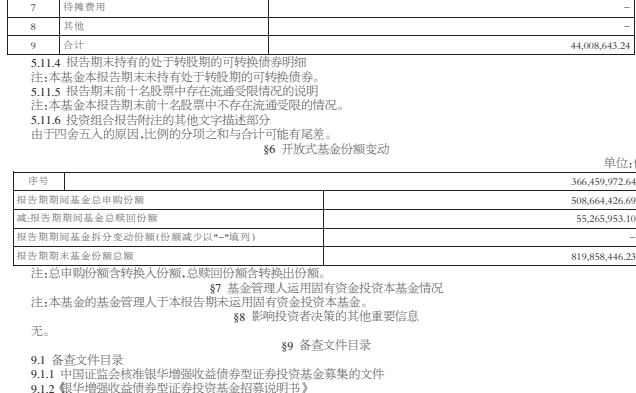 7 待摊费用 –
8 其他 –
9 合计 44,008,643.24
5.11.4 报告期末持有的处于转股期的可转换债券明细
注:本基金本报告期末未持有处于转股期的可转换债券。
5.11.5 报告期末前十名股票中存在流通受限情况的说明
注:本基金本报告期末前十名股票中不存在流通受限的情况。
5.11.6 投资组合报告附注的其他文字描述部分
由于四舍五入的原因,比例的分项之和与合计可能有尾差。
§6 开放式基金份额变动
单位:
序号 366,459,972.64
报告期期间基金总申购份额 508,664,426.69
减:报告期期间基金总赎回份额 55,265,953.10
报告期期间基金拆分变动份额(份额减少以"–"填列) –
报告期期末基金份额总额 819,858,446.23
注:总申购份额含转换入份额,总赎回份额含转换出份额。
§7 基金管理人运用固有资金投资本基金情况
注:本基金的基金管理人于本报告期未运用固有资金投资本基金。
§8 影响投资者决策的其他重要信息
无。
§9 备查文件目录
9.1 备查文件目录
9.1.1 中国证监会核准银华增强收益债券型证券投资基金募集的文件
9.1.2《银华增强收益债券型证券投资基金招募说明书》